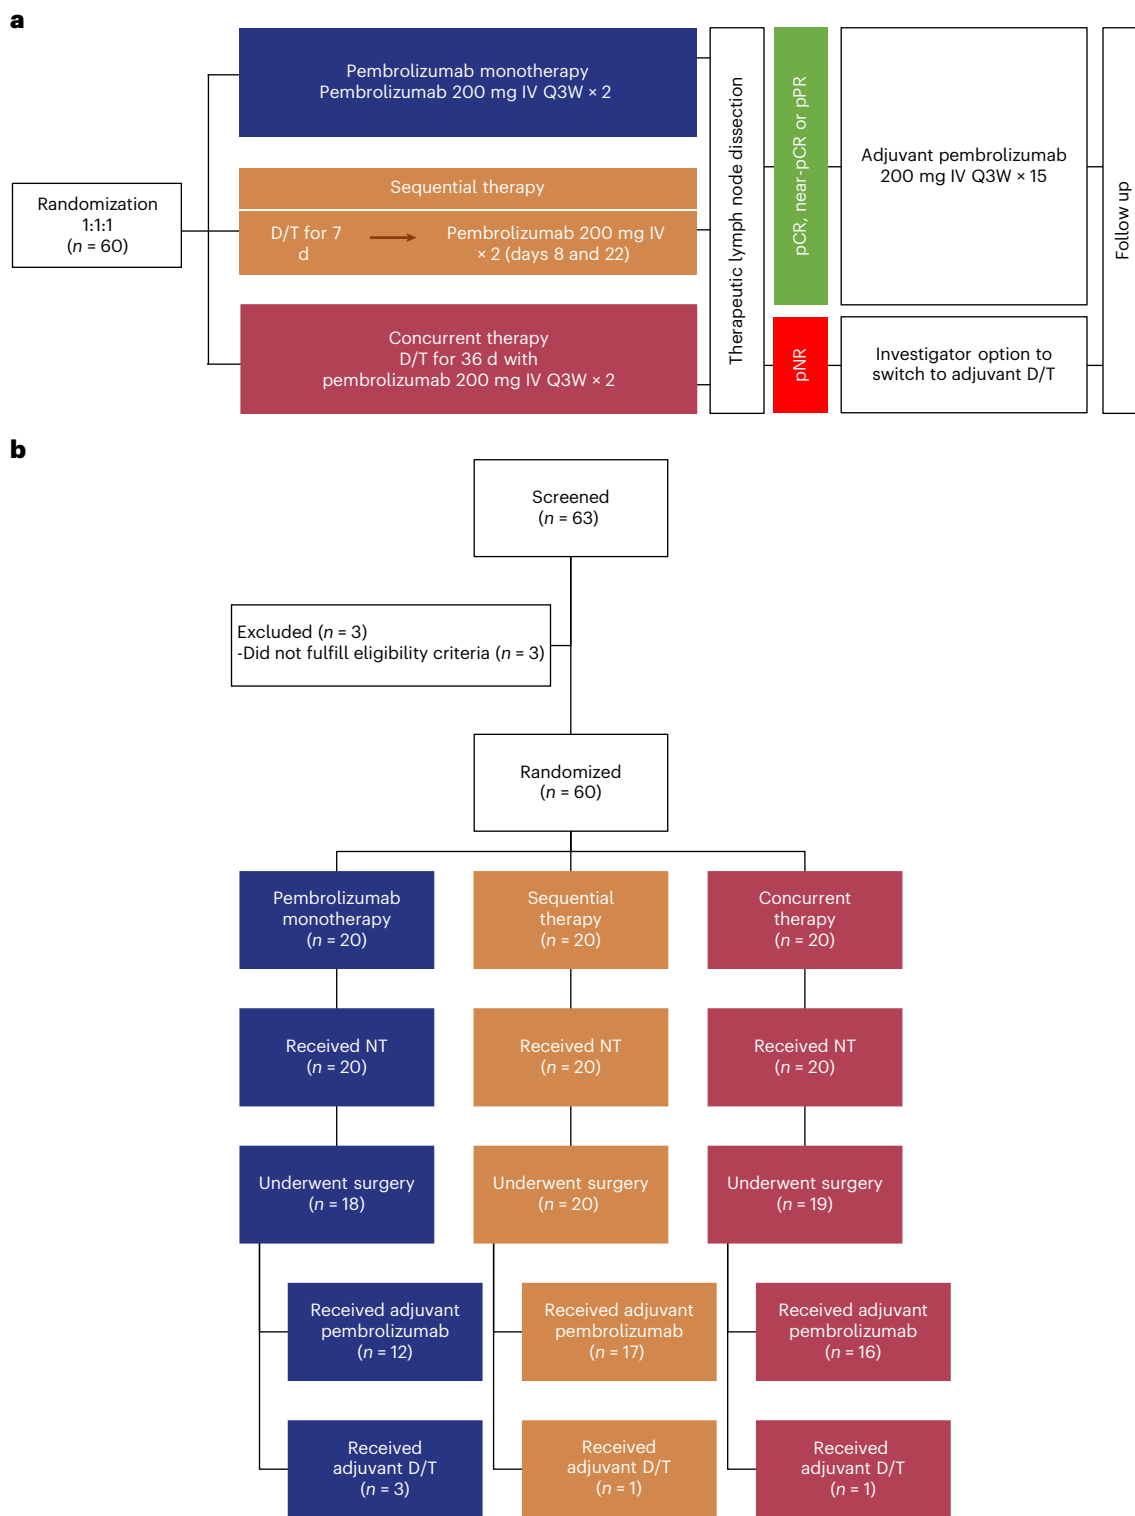 a
Pembrolizumab monotherapy
Pembrolizumab 200 mg IV Q3W × 2
Sequential therapy
D/T for 7
d
Pembrolizumab 200 mg IV
× 2 (days 8 and 22)
Concurrent therapy
D/T for 36 d with
pembrolizumab 200 mg IV Q3W × 2
Randomization
1:1:1
(n = 60)
Therapeutic lymph node dissection
pCR, near-pCR or pPR
pNR
Adjuvant pembrolizumab
200 mg IV Q3W × 15
Investigator option to
switch to adjuvant D/T
Follow up
b
Screened
(n = 63)
Excluded (n = 3)
-Did not fulfill eligibility criteria (n = 3)
Randomized
(n = 60)
Pembrolizumab
monotherapy
(n = 20)
Sequential
therapy
(n = 20)
Concurrent
therapy
(n = 20)
Received NT
(n = 20)
Received NT
(n = 20)
Received NT
(n = 20)
Underwent surgery
(n = 18)
Underwent surgery
(n = 20)
Underwent surgery
(n = 19)
Received adjuvant
pembrolizumab
(n = 12)
Received adjuvant
pembrolizumab
(n = 17)
Received adjuvant
pembrolizumab
(n = 16)
Received
adjuvant D/T
(n = 3)
Received
adjuvant D/T
(n = 1)
Received
adjuvant D/T
(n = 1)